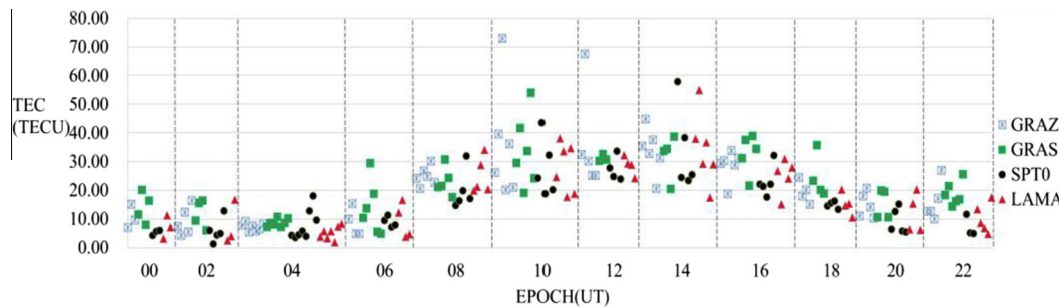 80.00
70.00
60.00
50.00
40.00
30.00
20.00
10.00
0.00
TEC
(TECU)
00 02 04 06 08 10 12 14 16 18 20 22
EPOCH(UT)
GRAZ
GRAS
SPT0
LAMA